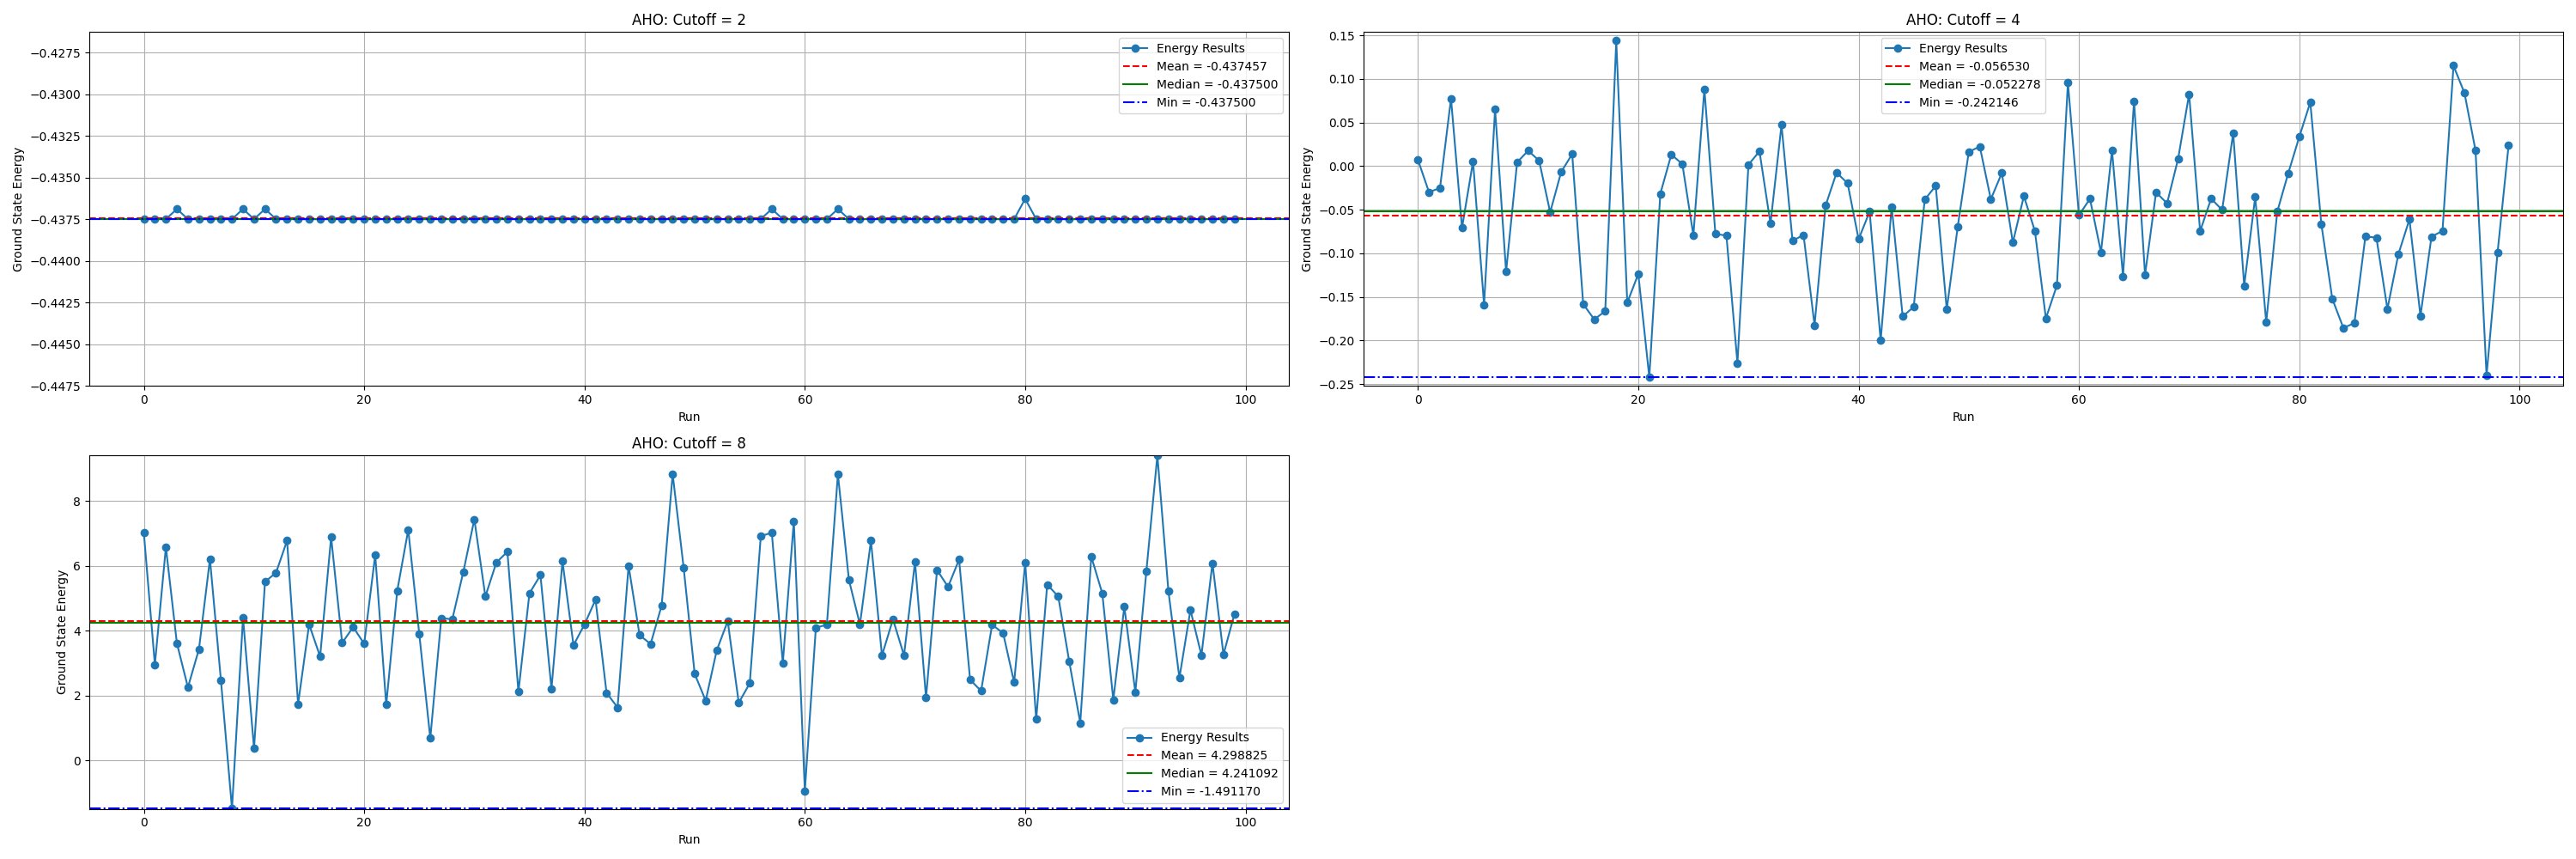 AHO: Cutoff = 2
Ground State Energy
−0.4275
−0.4300
−0.4325
−0.4350
−0.4375
−0.4400
−0.4425
−0.4450
−0.4475
Energy Results
Mean = -0.437457
Median = -0.437500
Min = -0.437500
0 20 40 60 80 100
Run
AHO: Cutoff = 4
Ground State Energy
0.15
0.10
0.05
0.00
−0.05
−0.10
−0.15
−0.20
−0.25
Energy Results
Mean = -0.056530
Median = -0.052278
Min = -0.242146
0 20 40 60 80 100
Run
AHO: Cutoff = 8
Ground State Energy
8
6
4
2
0
Energy Results
Mean = 4.298825
Median = 4.241092
Min = -1.491170
0 20 40 60 80 100
Run